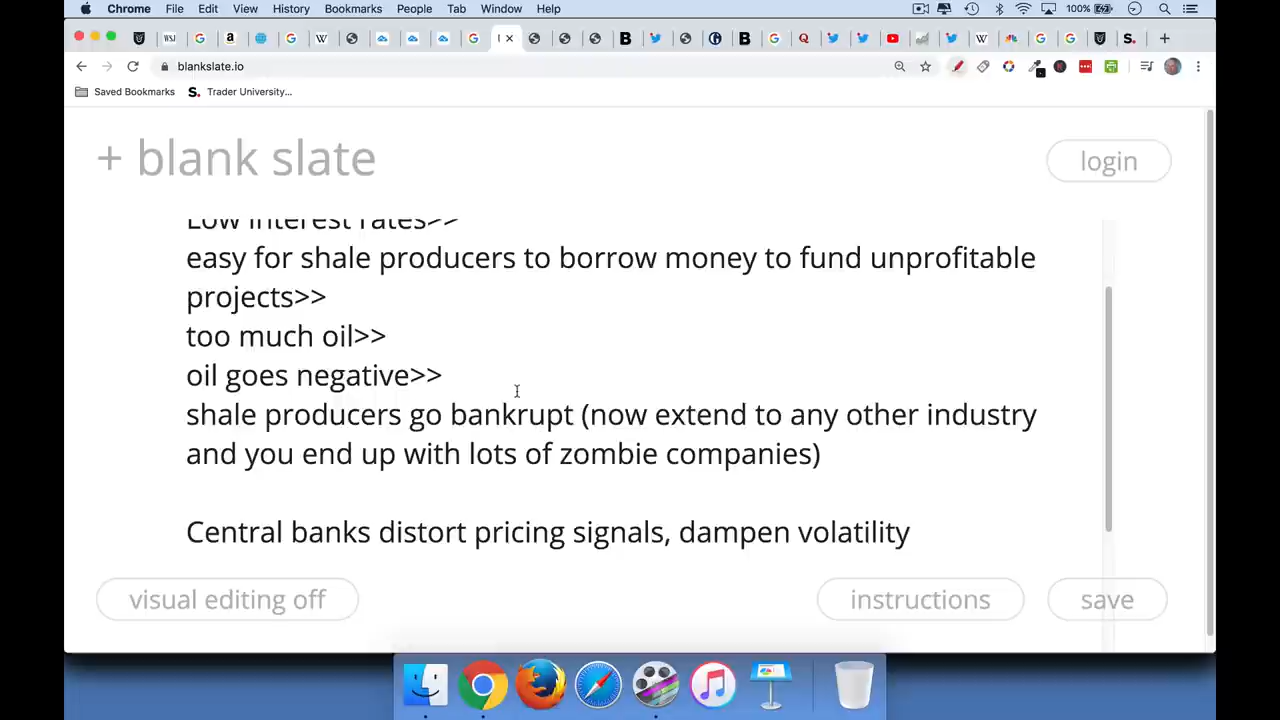 Chrome File Edit View History Bookmarks People Tab Window Help 100%
blankslate.io
Saved Bookmarks S. Trader University...
+ blank slate login
Low interest rates>>
easy for shale producers to borrow money to fund unprofitable
projects>>
too much oil>>
oil goes negative>>
shale producers go bankrupt (now extend to any other industry
and you end up with lots of zombie companies)
Central banks distort pricing signals, dampen volatility
visual editing off instructions save